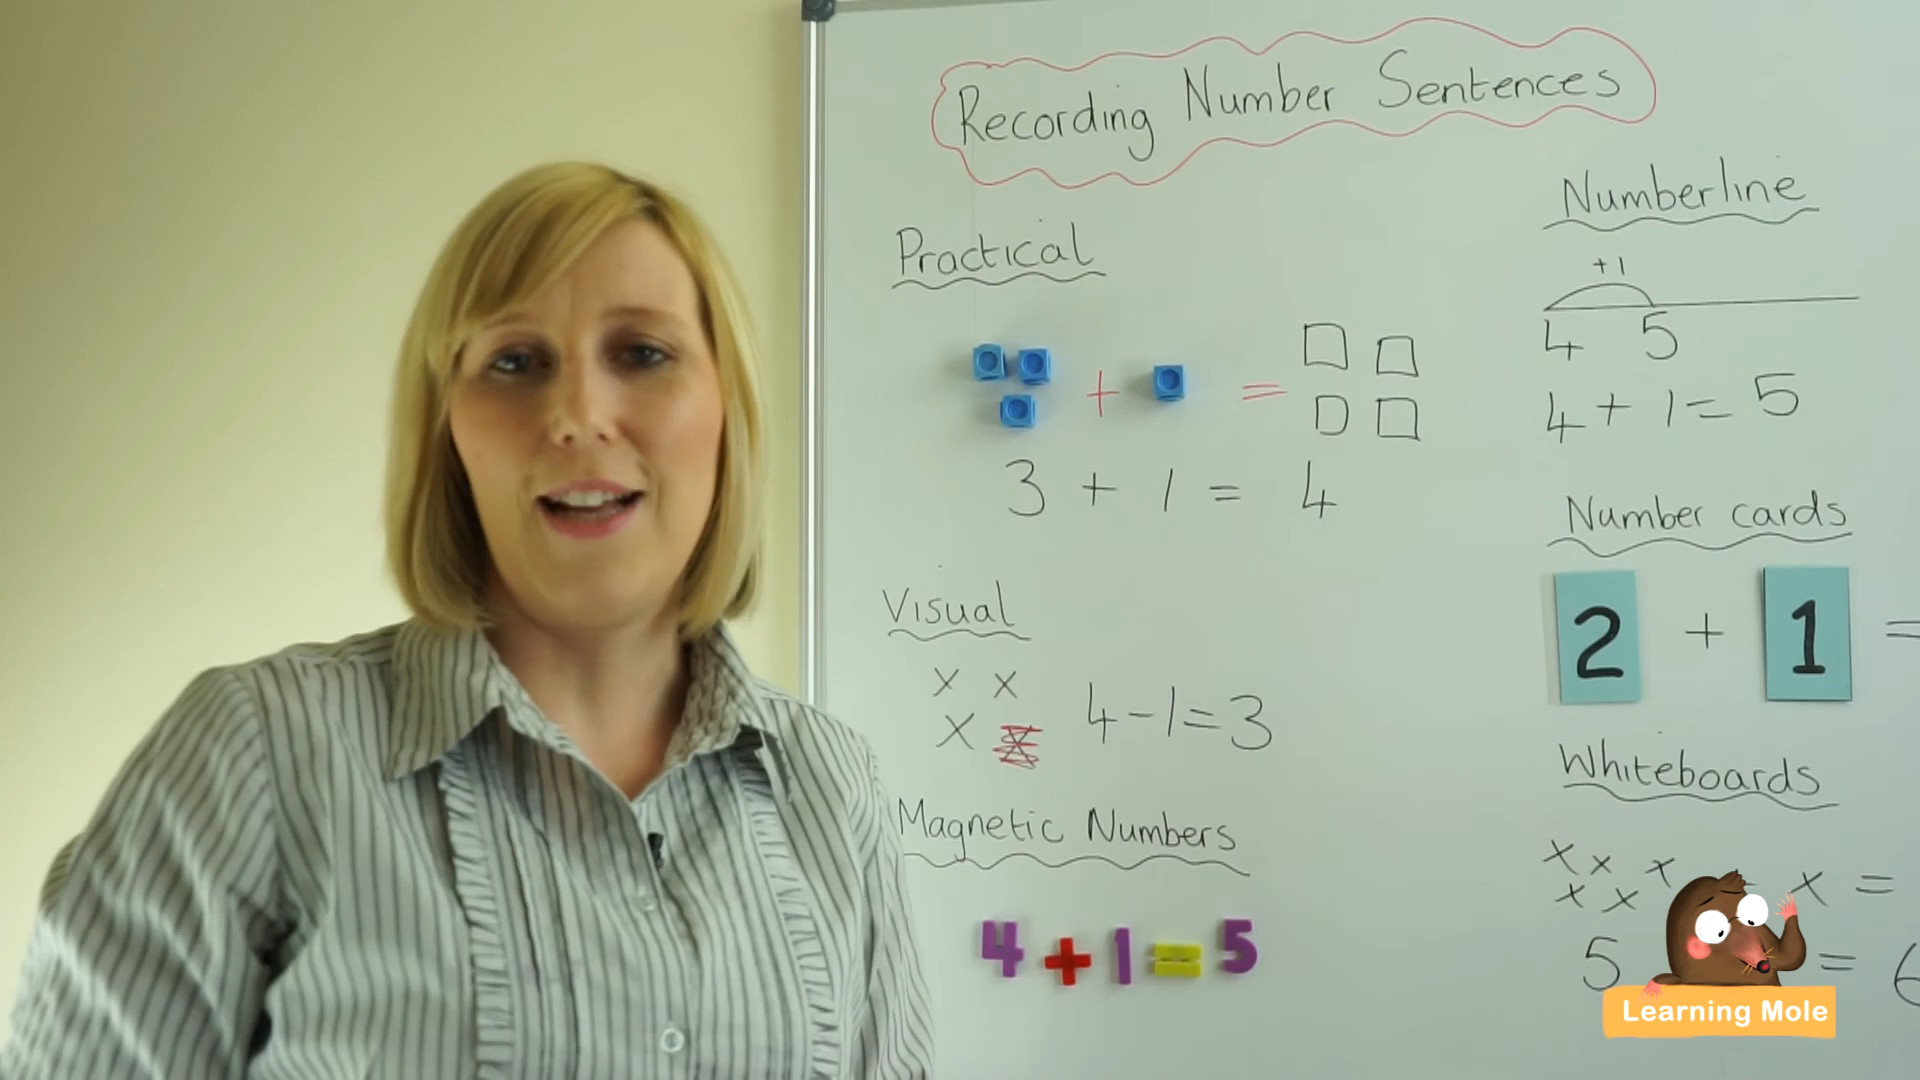 Recording Number Sentences
Practical
+ =
3 + 1 = 4
Visual
x x
x x 4-1=3
Magnetic Numbers
4+1=5
Numberline
+1
4 5
4+1=5
Number cards
2 + 1 =
Whiteboards
x x x x =
x x
5 = 6
Learning Mole